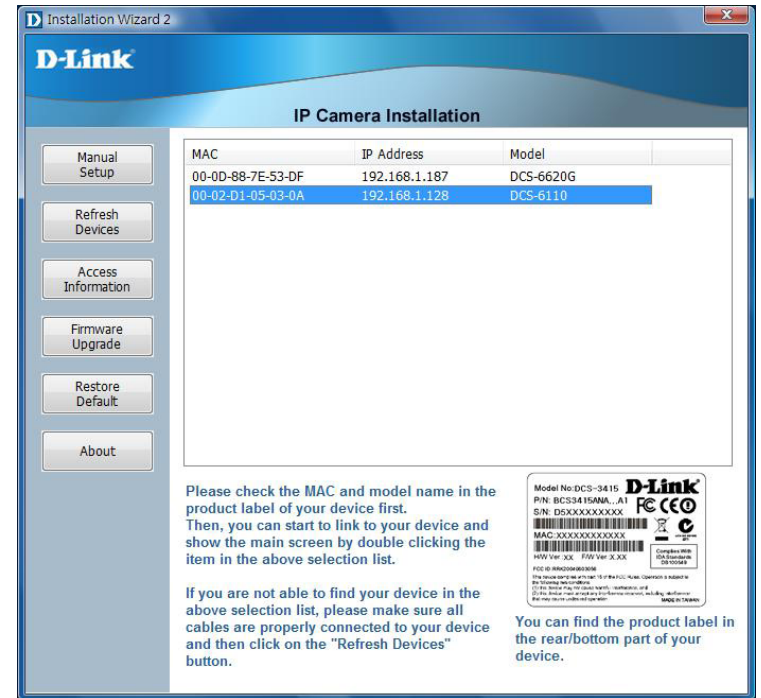 Installation Wizard 2
D-Link
IP Camera Installation
Manual
Setup
Refresh
Devices
Access
Information
Firmware
Upgrade
Restore
Default
About
MAC IP Address Model
00-0D-88-7E-53-DF 192.168.1.187 DCS-6620G
00-02-D1-05-03-0A 192.168.1.128 DCS-6110
Please check the MAC and model name in the
product label of your device first.
Then, you can start to link to your device and
show the main screen by double clicking the
item in the above selection list.
If you are not able to find your device in the
above selection list, please make sure all
cables are properly connected to your device
and then click on the "Refresh Devices"
button.
Model No:DCS-3415 D-Link
P/N: BCS3415ANA...A1 FC CE
S/N: D5XXXXXXXXX
MAC:XXXXXXXXXXXX
H/W Ver :XX F/W Ver :X.XX
Complies With
IDA Standards
DS100649
MADE IN TAIWAN
You can find the product label in
the rear/bottom part of your
device.